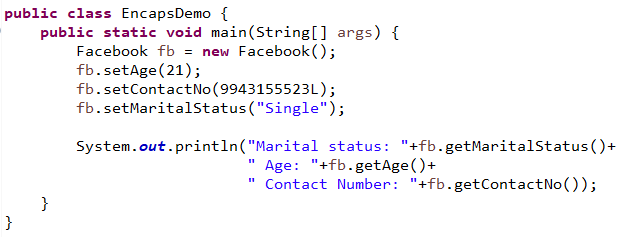 public class EncapsDemo {
public static void main(String[] args) {
Facebook fb = new Facebook();
fb.setAge(21);
fb.setContactNo(9943155523L);
fb.setMaritalStatus("Single");
System.out.println("Marital status: "+fb.getMaritalStatus()+
" Age: "+fb.getAge()+
" Contact Number: "+fb.getContactNo());
}
}